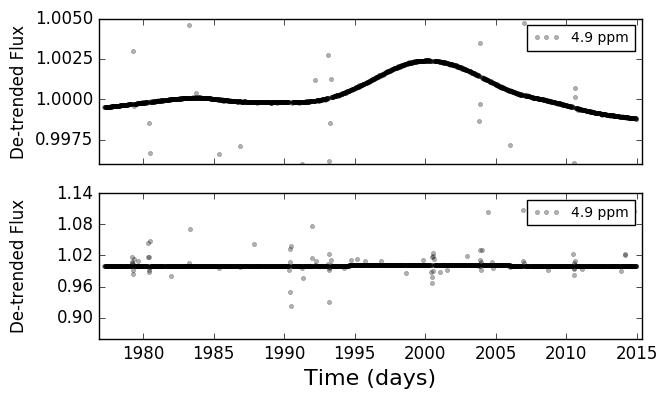 De-trended Flux
1.0050
1.0025
1.0000
0.9975
4.9 ppm
De-trended Flux
1.14
1.08
1.02
0.96
0.90
4.9 ppm
1980 1985 1990 1995 2000 2005 2010 2015
Time (days)